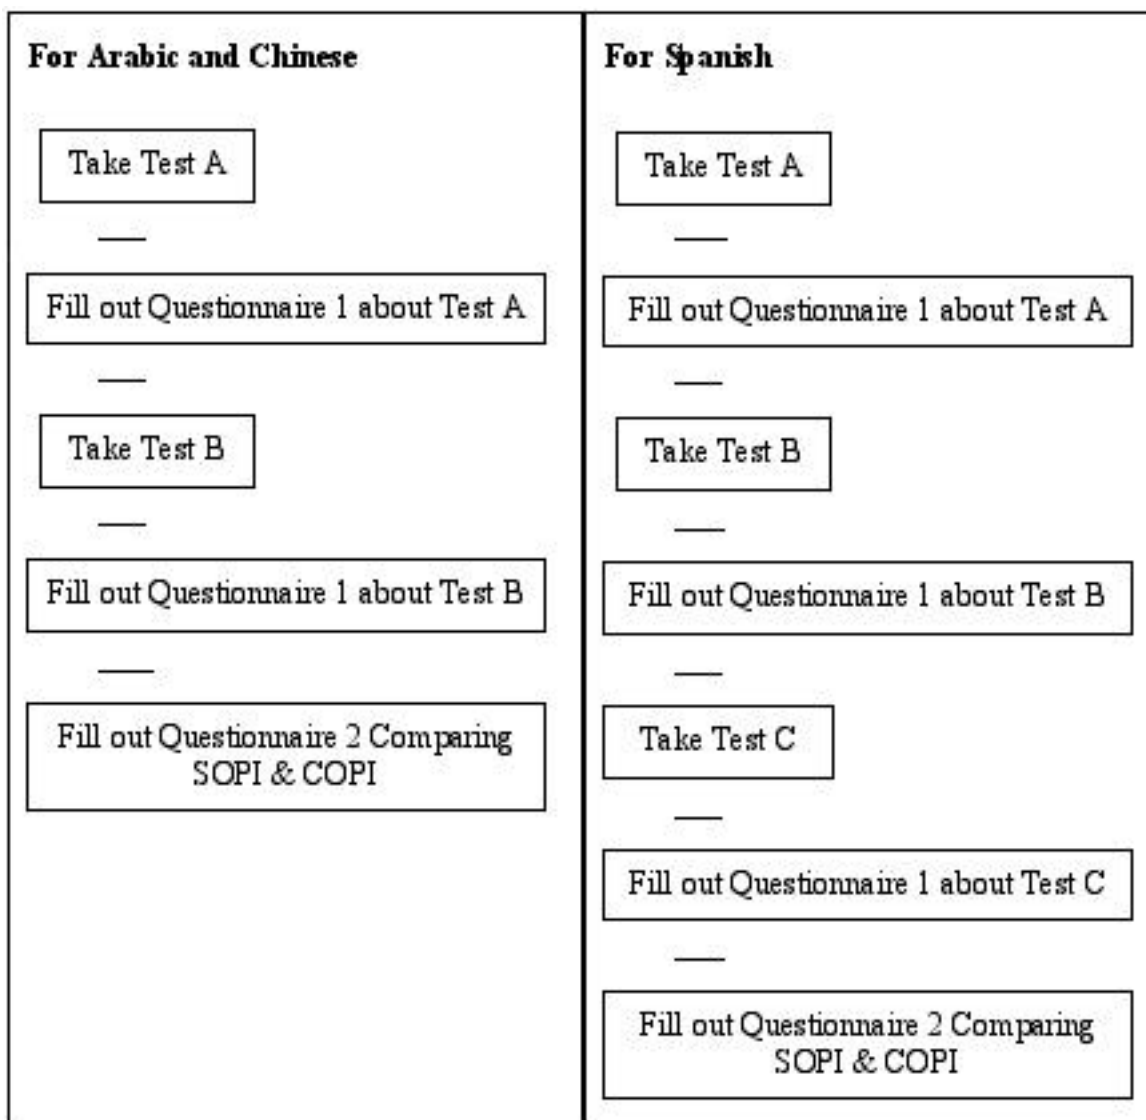 For Arabic and Chinese
Take Test A
Fill out Questionnaire 1 about Test A
Take Test B
Fill out Questionnaire 1 about Test B
Fill out Questionnaire 2 Comparing
SOPI & COPI
For Spanish
Take Test A
Fill out Questionnaire 1 about Test A
Take Test B
Fill out Questionnaire 1 about Test B
Take Test C
Fill out Questionnaire 1 about Test C
Fill out Questionnaire 2 Comparing
SOPI & COPI